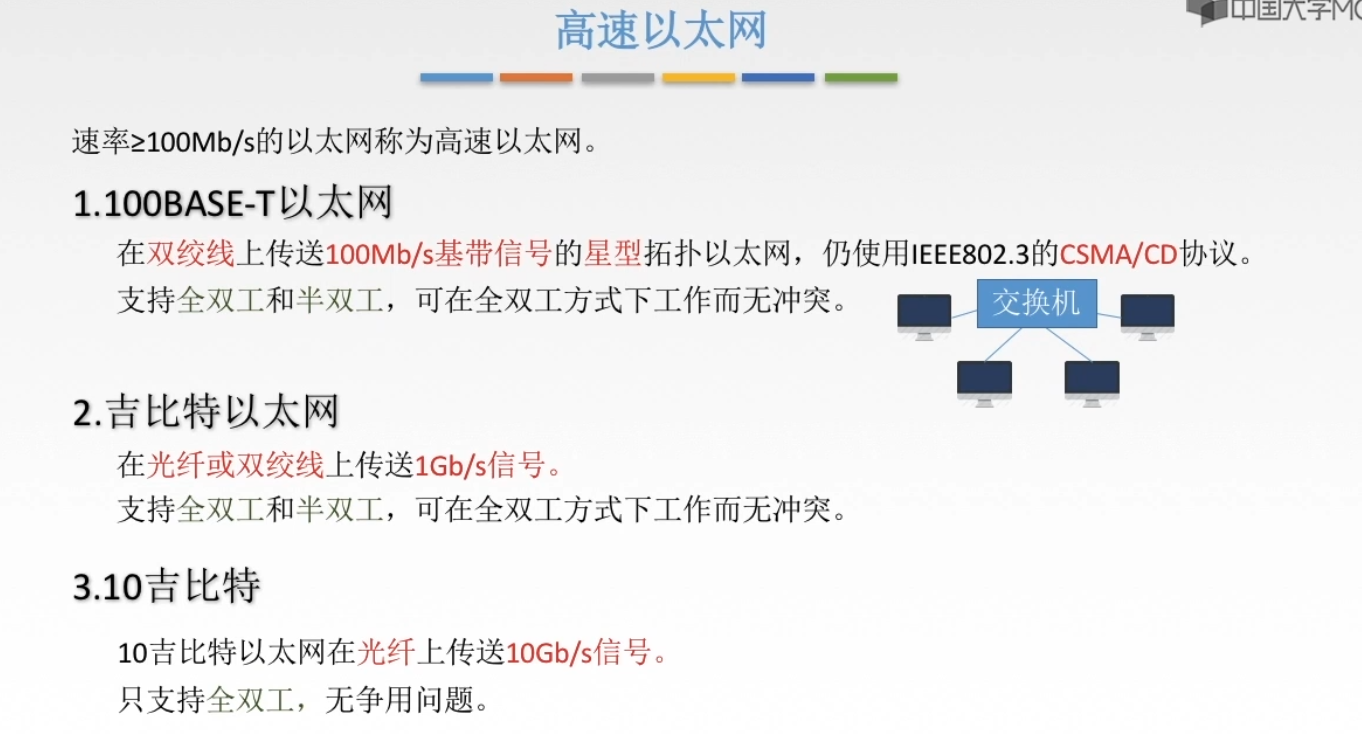 中国大学MO
高速以太网
速率≥100Mb/s的以太网称为高速以太网。
1.100BASE-T以太网
在双绞线上传送100Mb/s基带信号的星型拓扑以太网，仍使用IEEE802.3的CSMA/CD协议。
支持全双工和半双工，可在全双工方式下工作而无冲突。
交换机
2.吉比特以太网
在光纤或双绞线上传送1Gb/s信号。
支持全双工和半双工，可在全双工方式下工作而无冲突。
3.10吉比特
10吉比特以太网在光纤上传送10Gb/s信号。
只支持全双工，无争用问题。